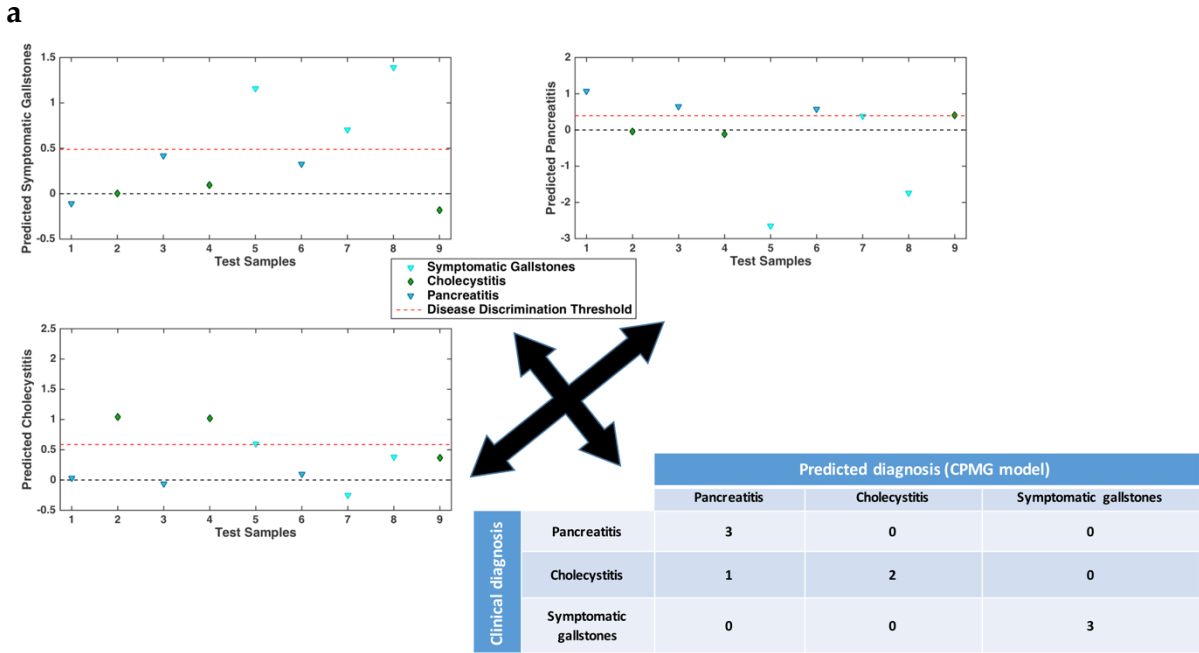 a
Predicted Symptomatic Gallstones
1.5
1
0.5
0
-0.5
1 2 3 4 5 6 7 8 9
Test Samples
Predicted Pancreatitis
2
1
0
-1
-2
-3
1 2 3 4 5 6 7 8 9
Test Samples
Symptomatic Gallstones
Cholecystitis
Pancreatitis
Disease Discrimination Threshold
Predicted Cholecystitis
2.5
2
1.5
1
0.5
0
-0.5
1 2 3 4 5 6 7 8 9
Test Samples
Predicted diagnosis (CPMG model)
Pancreatitis Cholecystitis Symptomatic gallstones
Clinical diagnosis
Pancreatitis 3 0 0
Cholecystitis 1 2 0
Symptomatic
gallstones 0 0 3